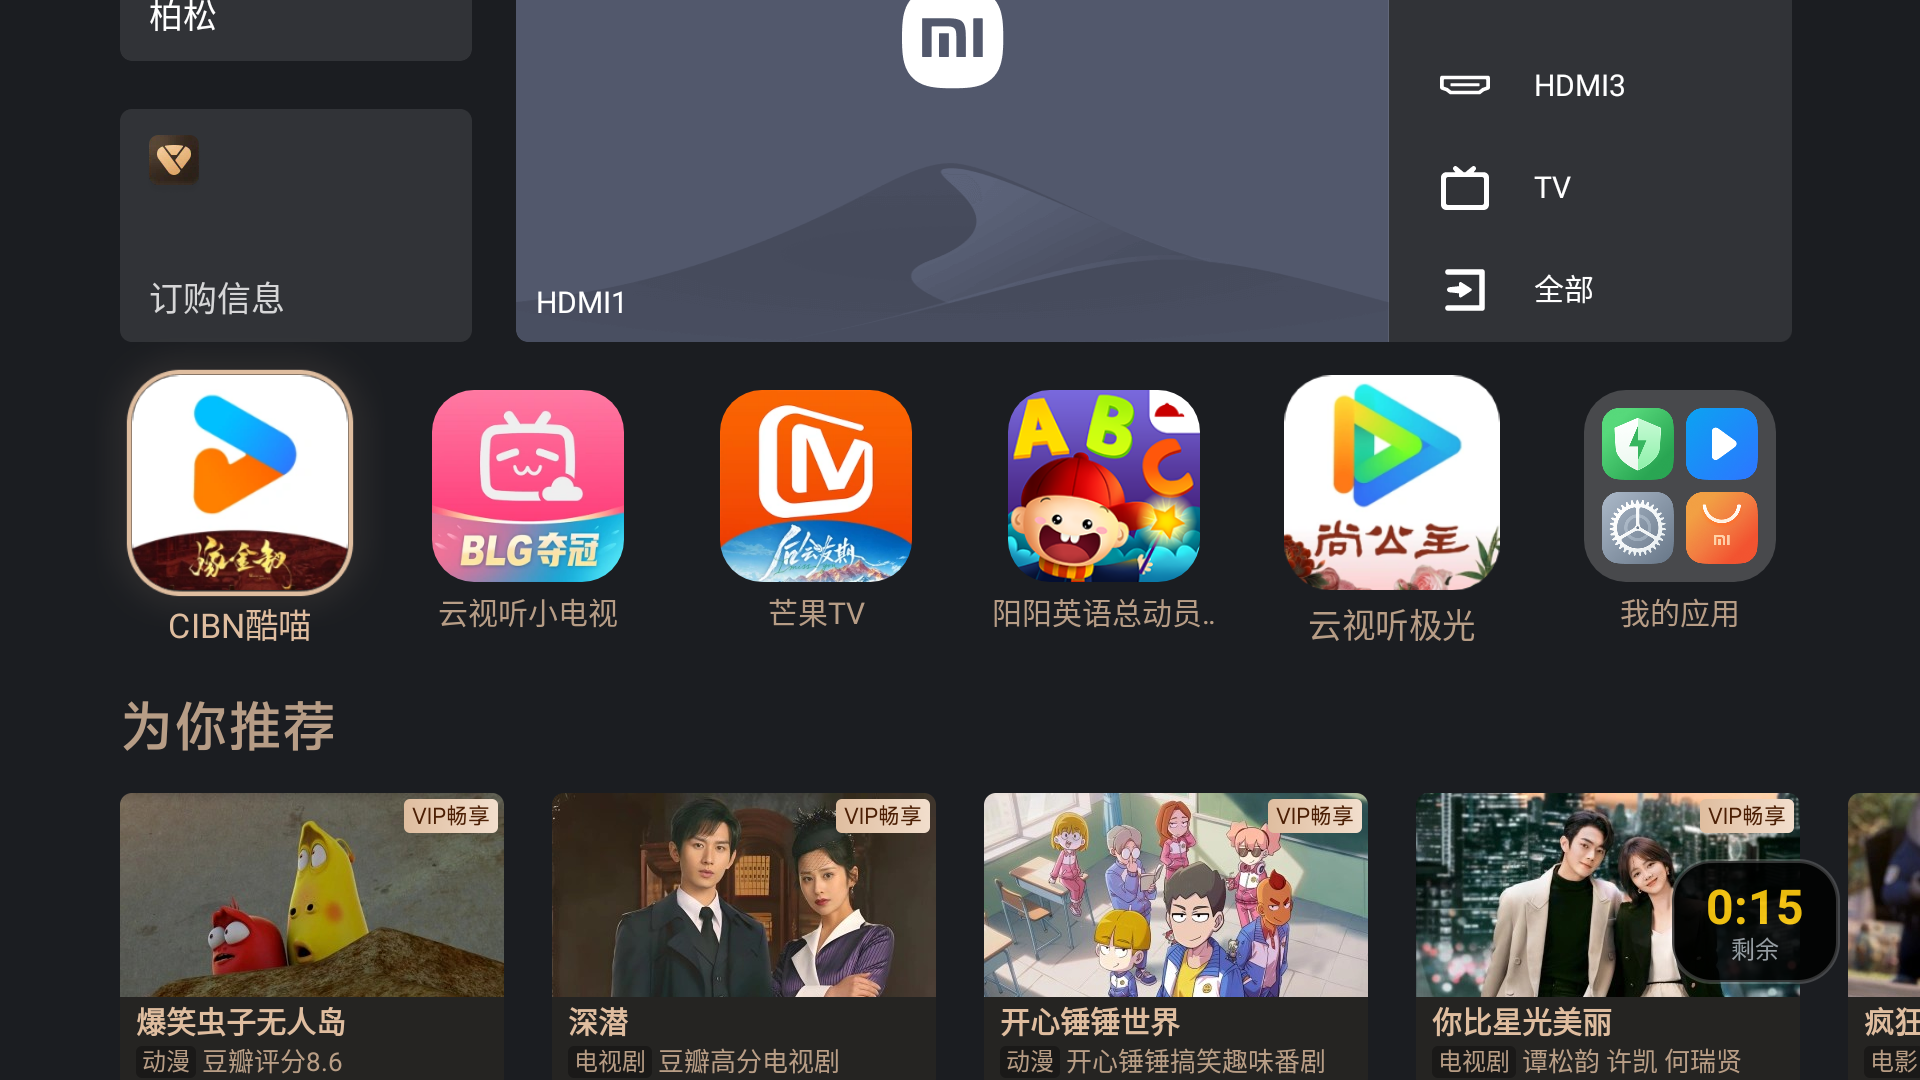 柏松
订购信息
HDMI1
HDMI3
TV
全部
ABC
BLG夺冠
后会友期
尚公主
CIBN酷喵
云视听小电视
芒果TV
阳阳英语总动员..
云视听极光
我的应用
为你推荐
VIP畅享
VIP畅享
VIP畅享
VIP畅享
0:15
剩余
爆笑虫子无人岛
深潜
开心锤锤世界
你比星光美丽
疯狂
动漫 豆瓣评分8.6
电视剧 豆瓣高分电视剧
动漫 开心锤锤搞笑趣味番剧
电视剧 谭松韵 许凯 何瑞贤
电影